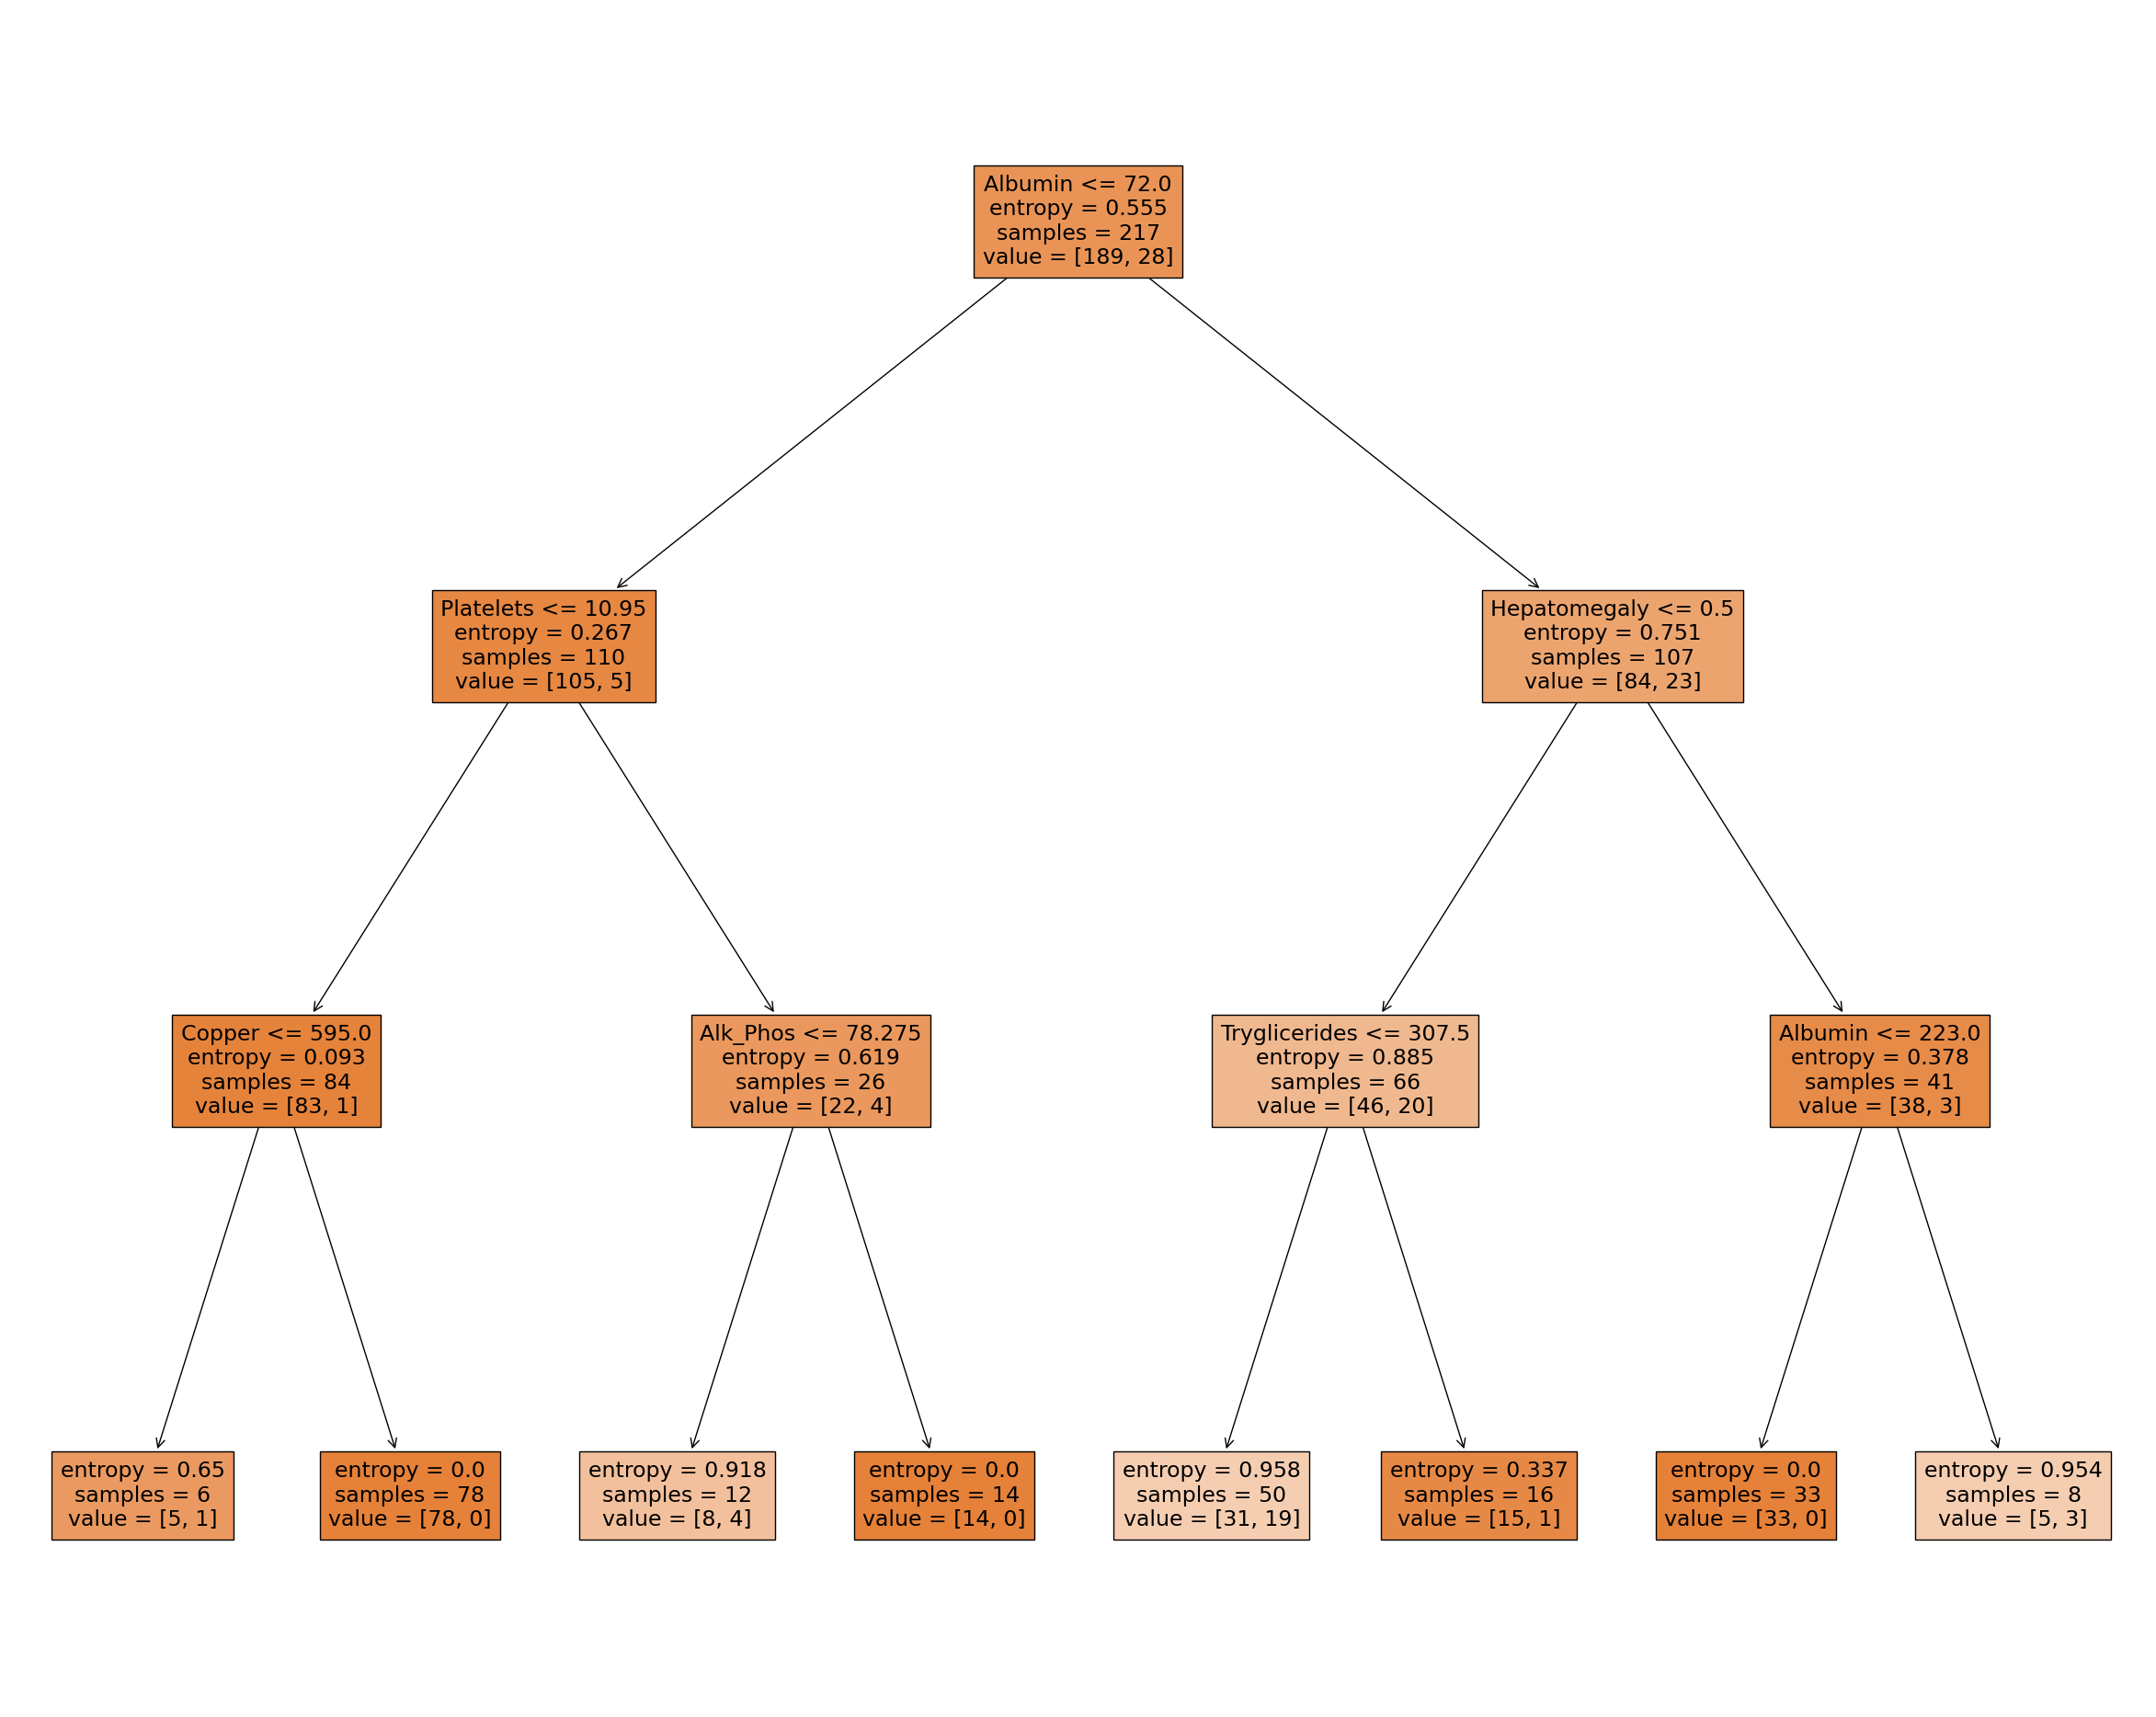 Albumin <= 72.0
entropy = 0.555
samples = 217
value = [189, 28]
Platelets <= 10.95
entropy = 0.267
samples = 110
value = [105, 5]
Hepatomegaly <= 0.5
entropy = 0.751
samples = 107
value = [84, 23]
Copper <= 595.0
entropy = 0.093
samples = 84
value = [83, 1]
Alk_Phos <= 78.275
entropy = 0.619
samples = 26
value = [22, 4]
Tryglicerides <= 307.5
entropy = 0.885
samples = 66
value = [46, 20]
Albumin <= 223.0
entropy = 0.378
samples = 41
value = [38, 3]
entropy = 0.65
samples = 6
value = [5, 1]
entropy = 0.0
samples = 78
value = [78, 0]
entropy = 0.918
samples = 12
value = [8, 4]
entropy = 0.0
samples = 14
value = [14, 0]
entropy = 0.958
samples = 50
value = [31, 19]
entropy = 0.337
samples = 16
value = [15, 1]
entropy = 0.0
samples = 33
value = [33, 0]
entropy = 0.954
samples = 8
value = [5, 3]